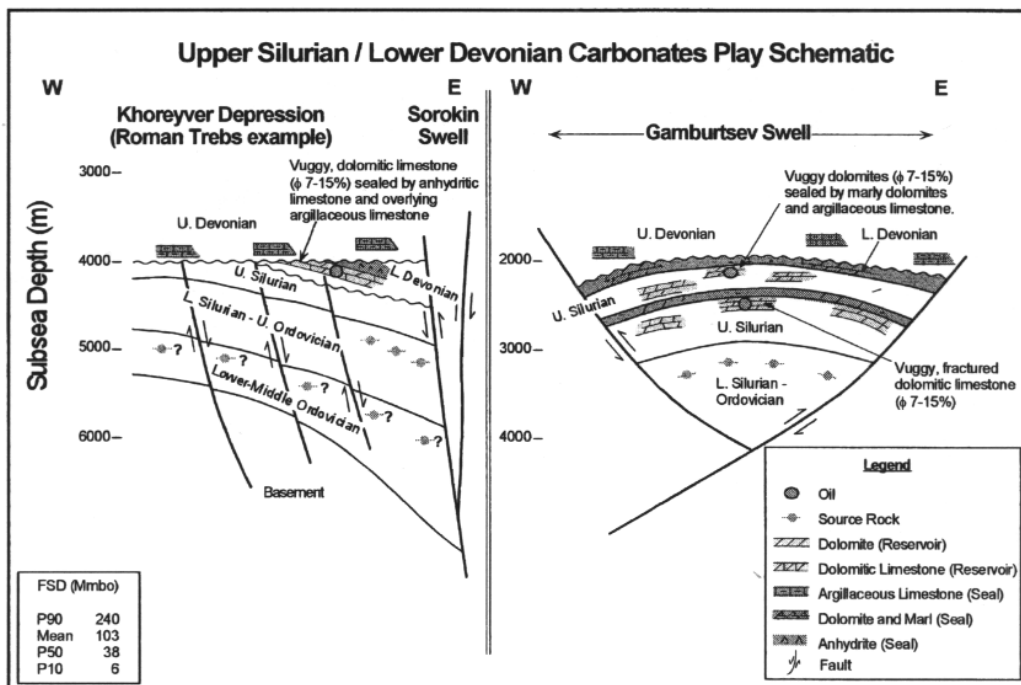 Upper Silurian / Lower Devonian Carbonates Play Schematic
W
E
Khoreyver Depression
(Roman Trebs example)
Sorokin
Swell
Subsea Depth (m)
3000
4000
5000
6000
Vuggy, dolomitic limestone
(ϕ 7-15%) sealed by anhydritic
limestone and overlying
argillaceous limestone
U. Devonian
U. Silurian
L. Devonian
L. Silurian - U. Ordovician
?
?
?
?
?
Lower-Middle Ordovician
Basement
FSD (Mmbo)
P90 240
Mean 103
P50 38
P10 6
W
E
Gamburtsev Swell
2000
3000
4000
Vuggy dolomites (ϕ 7-15%)
sealed by marly dolomites
and argillaceous limestone.
U. Devonian
L. Devonian
U. Silurian
U. Silurian
L. Silurian -
Ordovician
Vuggy, fractured
dolomitic limestone
(ϕ 7-15%)
Legend
Oil
Source Rock
Dolomite (Reservoir)
Dolomitic Limestone (Reservoir)
Argillaceous Limestone (Seal)
Dolomite and Marl (Seal)
Anhydrite (Seal)
Fault